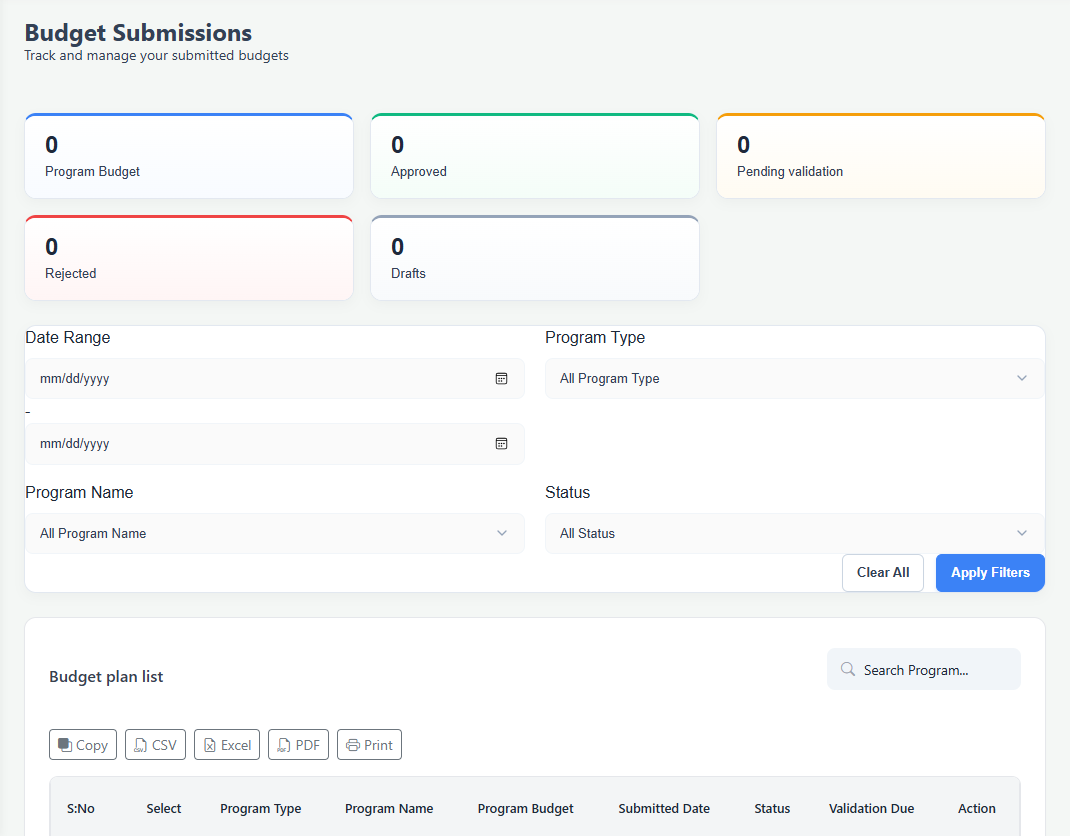 Budget Submissions
Track and manage your submitted budgets
0
Program Budget
0
Approved
0
Pending validation
0
Rejected
0
Drafts
Date Range
Program Type
mm/dd/yyyy
All Program Type
-
mm/dd/yyyy
Program Name
Status
All Program Name
All Status
Clear All
Apply Filters
Budget plan list
Search Program...
Copy
CSV
Excel
PDF
Print
S:No Select Program Type Program Name Program Budget Submitted Date Status Validation Due Action